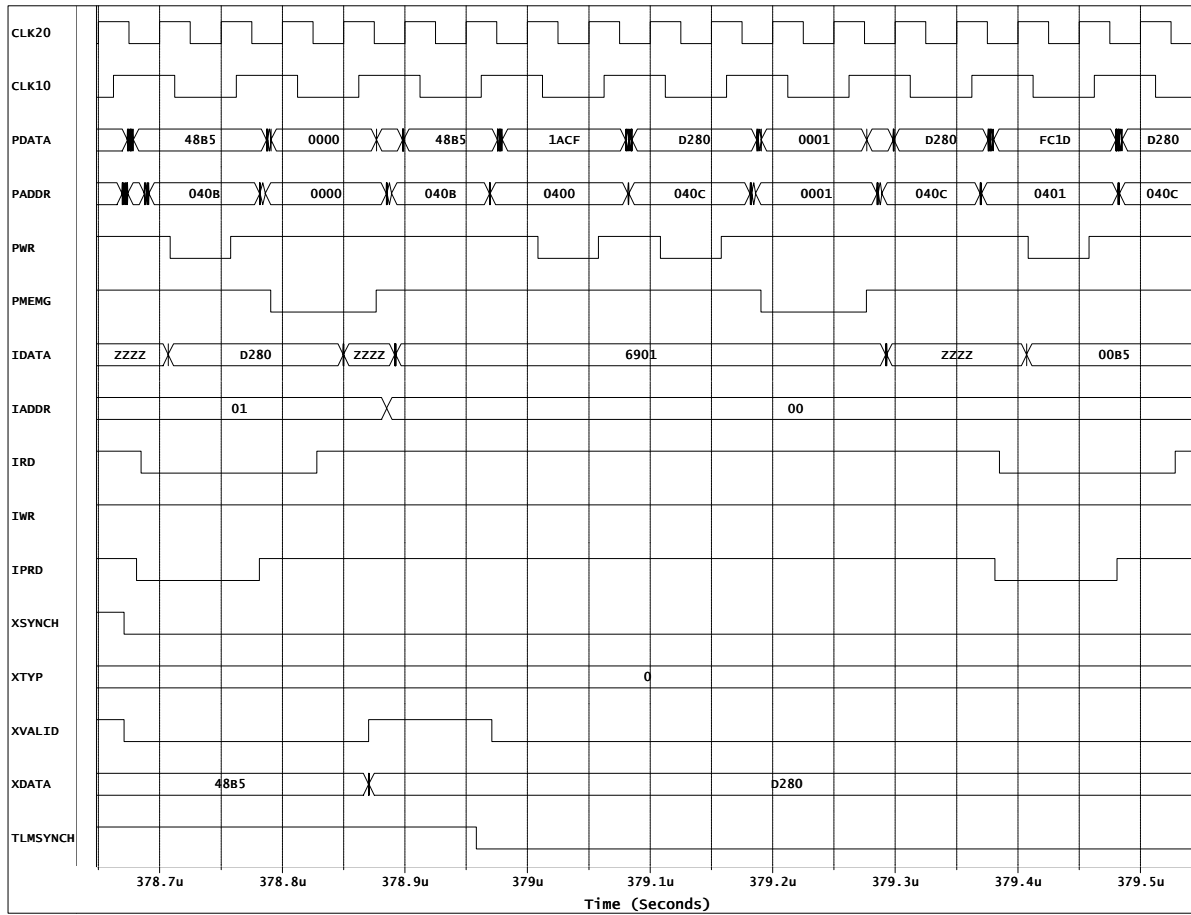 CLK20
CLK10
PDATA 48B5 0000 48B5 1ACF D280 0001 D280 FC1D D280
PADDR 040B 0000 040B 0400 040C 0001 040C 0401 040C
PWR
PMEMG
IDATA ZZZZ D280 ZZZZ 6901 ZZZZ 00B5
IADDR 01 00
IRD
IWR
IPRD
XSYNCH
XTYP 0
XVALID
XDATA 48B5 D280
TLMSYNCH
378.7u 378.8u 378.9u 379u 379.1u 379.2u 379.3u 379.4u 379.5u
Time (Seconds)